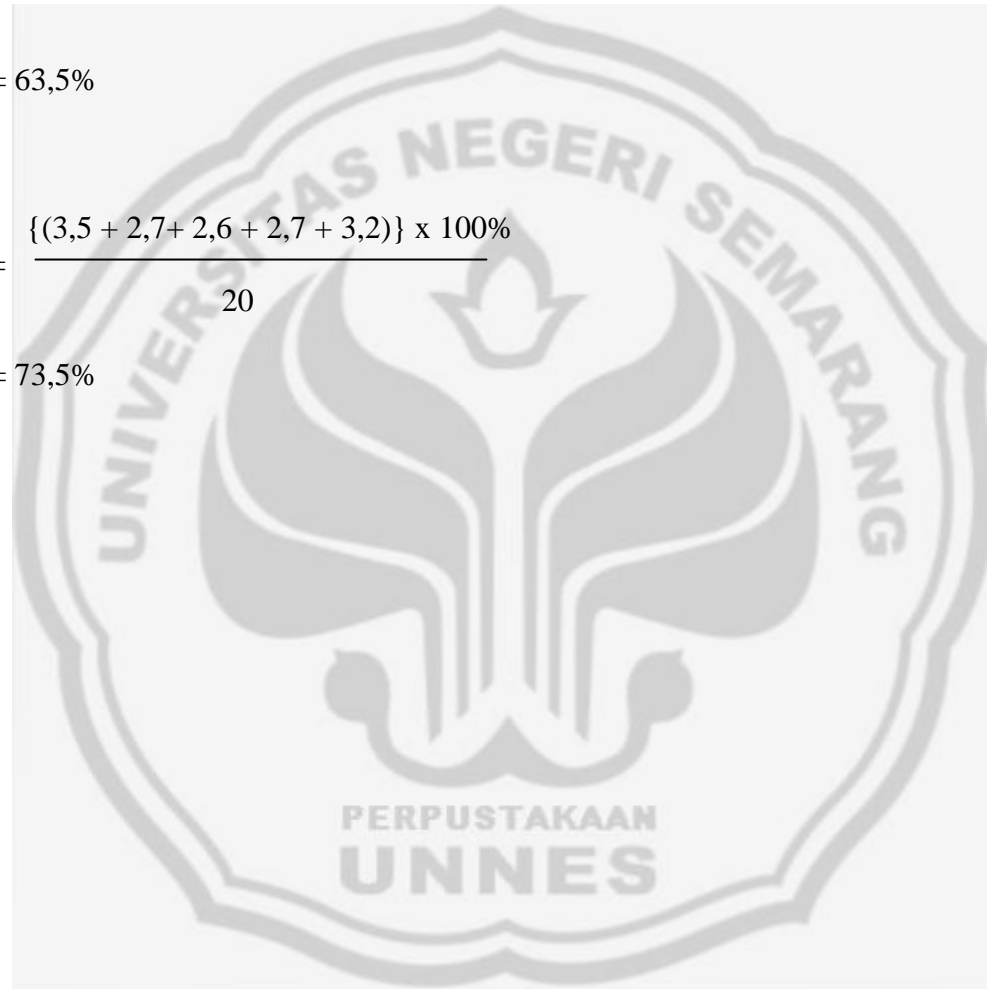 = 63,5%
UNIVERSITAS NEGERI SEMARANG
{(3,5 + 2,7+ 2,6 + 2,7 + 3,2)} x 100%
=
20
= 73,5%
PERPUSTAKAAN
UNNES